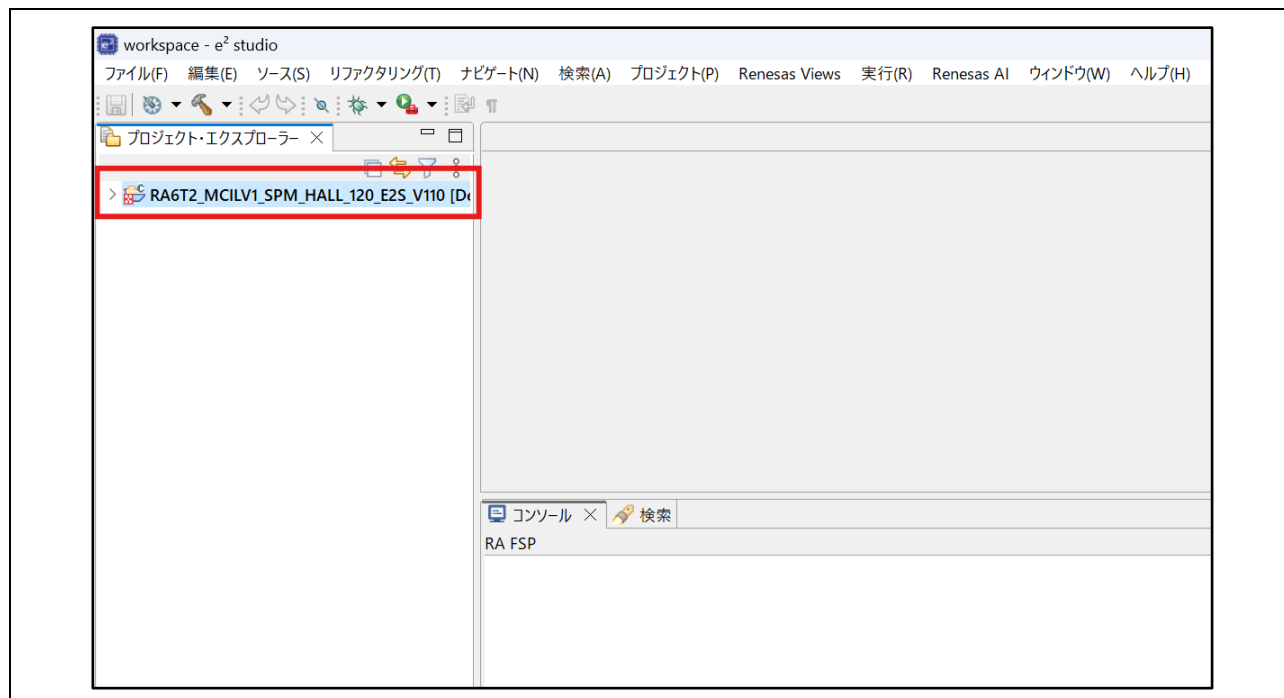 workspace - e² studio
ファイル(F) 編集(E) ソース(S) リファクタリング(T) ナビゲート(N) 検索(A) プロジェクト(P) Renesas Views 実行(R) Renesas AI ウィンドウ(W) ヘルプ(H)
プロジェクト・エクスプローラー
RA6T2_MCILV1_SPM_HALL_120_E2S_V110 [De
コンソール 検索
RA FSP